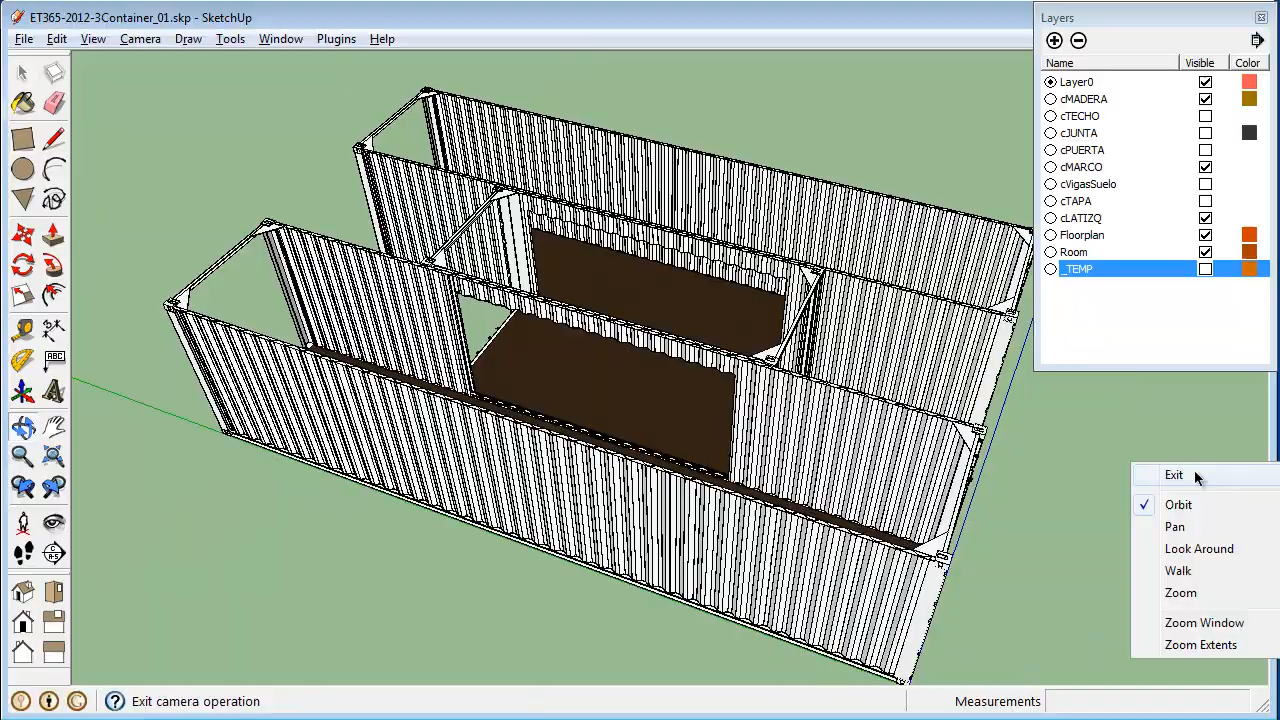 ET365-2012-3Container_01.skp - SketchUp
File Edit View Camera Draw Tools Window Plugins Help
Layers
Name Visible Color
Layer0
cMADERA
cTECHO
cJUNTA
cPUERTA
cMARCO
cVigasSuelo
cTAPA
cLATIZQ
Floorplan
Room
_TEMP
ABC
Exit
Orbit
Pan
Look Around
Walk
Zoom
Zoom Window
Zoom Extents
Exit camera operation
Measurements